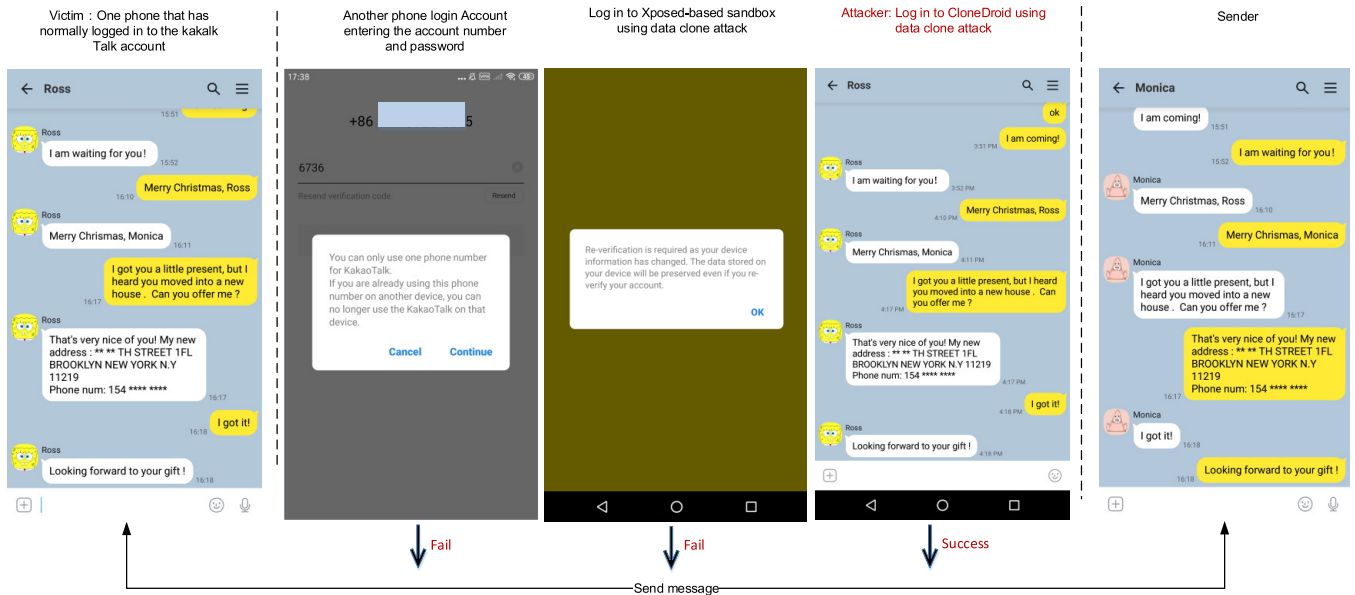 Victim : One phone that has
normally logged in to the kakalk
Talk account
Another phone login Account
entering the account number
and password
Log in to Xposed-based sandbox
using data clone attack
Attacker: Log in to CloneDroid using
data clone attack
Sender
Ross
15:51
Ross
I am waiting for you !
15:52
Merry Christmas, Ross
16:10
Ross
Merry Chrismas, Monica
16:11
I got you a little present, but I
heard you moved into a new
house . Can you offer me ?
16:17
Ross
That's very nice of you! My new
address : ** ** TH STREET 1FL
BROOKLYN NEW YORK N.Y
11219
Phone num: 154 **** ****
16:17
I got it!
16:18
Ross
Looking forward to your gift !
16:18
17:38
49
+86 5
6736
Resend verification code
Resend
You can only use one phone number
for KakaoTalk.
If you are already using this phone
number on another device, you can
no longer use the KakaoTalk on that
device.
Cancel Continue
Re-verification is required as your device
information has changed. The data stored on
your device will be preserved even if you re-
verify your account.
OK
Ross
ok
I am coming!
3:51 PM
Ross
I am waiting for you !
3:52 PM
Merry Christmas, Ross
4:10 PM
Ross
Merry Chrismas, Monica
4:11 PM
I got you a little present, but I heard
you moved into a new house . Can
you offer me ?
4:17 PM
Ross
That's very nice of you! My new
address : ** ** TH STREET 1FL
BROOKLYN NEW YORK N.Y 11219
Phone num: 154 **** ****
4:17 PM
I got it!
4:18 PM
Ross
Looking forward to your gift !
4:18 PM
Monica
I am coming!
15:51
I am waiting for you !
15:52
Monica
Merry Christmas, Ross
16:10
Merry Chrismas, Monica
16:11
Monica
I got you a little present, but I
heard you moved into a new
house . Can you offer me ?
16:17
That's very nice of you! My new
address : ** ** TH STREET 1FL
BROOKLYN NEW YORK N.Y
11219
Phone num: 154 **** ****
16:17
Monica
I got it!
16:18
Looking forward to your gift !
16:18
Fail
Fail
Success
Send message